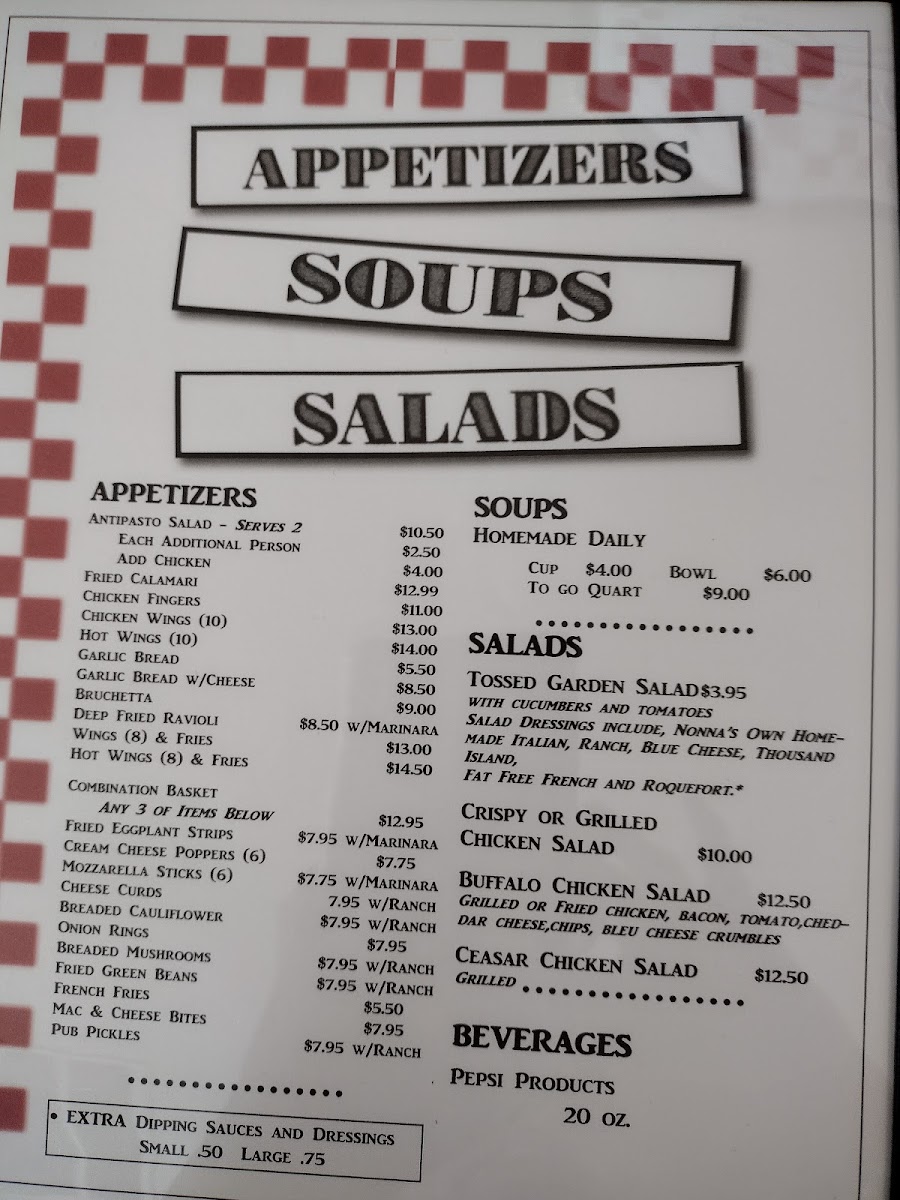 APPETIZERS
SOUPS
SALADS
APPETIZERS
ANTIPASTO SALAD - SERVES 2 $10.50
EACH ADDITIONAL PERSON $2.50
ADD CHICKEN $4.00
FRIED CALAMARI $12.99
CHICKEN FINGERS $11.00
CHICKEN WINGS (10) $13.00
HOT WINGS (10) $14.00
GARLIC BREAD $5.50
GARLIC BREAD W/CHEESE $8.50
BRUCHETTA $9.00
DEEP FRIED RAVIOLI $8.50 W/MARINARA
WINGS (8) & FRIES $13.00
HOT WINGS (8) & FRIES $14.50
COMBINATION BASKET
ANY 3 OF ITEMS BELOW $12.95
FRIED EGGPLANT STRIPS $7.95 W/MARINARA
CREAM CHEESE POPPERS (6) $7.75
MOZZARELLA STICKS (6) $7.75 W/MARINARA
CHEESE CURDS 7.95 W/RANCH
BREADED CAULIFLOWER $7.95 W/RANCH
ONION RINGS $7.95
BREADED MUSHROOMS $7.95 W/RANCH
FRIED GREEN BEANS $7.95 W/RANCH
FRENCH FRIES $5.50
MAC & CHEESE BITES $7.95
PUB PICKLES $7.95 W/RANCH
• EXTRA DIPPING SAUCES AND DRESSINGS
SMALL .50 LARGE .75
SOUPS
HOMEMADE DAILY
CUP $4.00 BOWL $6.00
TO GO QUART $9.00
SALADS
TOSSED GARDEN SALAD $3.95
WITH CUCUMBERS AND TOMATOES
SALAD DRESSINGS INCLUDE, NONNA'S OWN HOME-
MADE ITALIAN, RANCH, BLUE CHEESE, THOUSAND
ISLAND,
FAT FREE FRENCH AND ROQUEFORT.*
CRISPY OR GRILLED
CHICKEN SALAD $10.00
BUFFALO CHICKEN SALAD $12.50
GRILLED OR FRIED CHICKEN, BACON, TOMATO,CHED-
DAR CHEESE,CHIPS, BLEU CHEESE CRUMBLES
CEASAR CHICKEN SALAD $12.50
GRILLED
BEVERAGES
PEPSI PRODUCTS
20 OZ.